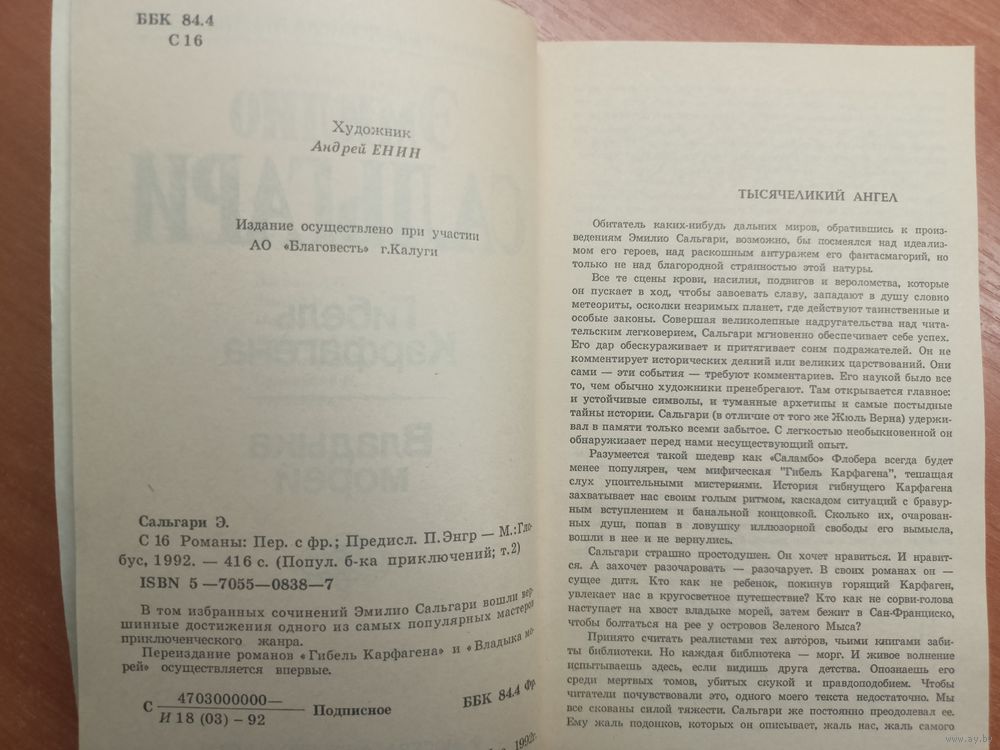 ББК 84.4
С 16
Художник
Андрей ЕНИН
Издание осуществлено при участии
АО «Благовесть» г.Калуги
Сальгари Э.
С 16 Романы: Пер. с фр.; Предисл. П.Энгр — М.:Гло-
бус, 1992. — 416 с. (Попул. б-ка приключений; т.2)
ISBN 5—7055—0838—7
В том избранных сочинений Эмилио Сальгари вошли вер-
шинные достижения одного из самых популярных мастеров
приключенческого жанра.
Переиздание романов «Гибель Карфагена» и «Владыка мо-
рей» осуществляется впервые.
С 4703000000—
И 18 (03) – 92
Подписное
ББК 84.4 Фр.
1992г.
ТЫСЯЧЕЛИКИЙ АНГЕЛ
Обитатель каких-нибудь дальних миров, обратившись к произ-
ведениям Эмилио Сальгари, возможно, бы посмеялся над идеализ-
мом его героев, над роскошным антуражем его фантасмагорий, но
только не над благородной странностью этой натуры.
Все те сцены крови, насилия, подвигов и вероломства, которые
он пускает в ход, чтобы завоевать славу, западают в душу словно
метеориты, осколки незримых планет, где действуют таинственные и
особые законы. Совершая великолепные надругательства над чита-
тельским легковерием, Сальгари мгновенно обеспечивает себе успех.
Его дар обескураживает и притягивает сонм подражателей. Он не
комментирует исторических деяний или великих царствований. Они
сами — эти события — требуют комментариев. Его наукой было все
то, чем обычно художники пренебрегают. Там открывается главное:
и устойчивые символы, и туманные архетипы и самые постыдные
тайны истории. Сальгари (в отличие от того же Жюль Верна) удержи-
вал в памяти только всеми забытое. С легкостью необыкновенной он
обнаруживает перед нами несуществующий опыт.
Разумеется такой шедевр как «Саламбо» Флобера всегда будет
менее популярен, чем мифическая "Гибель Карфагена", тешащая
слух упоительными мистериями. История гибнущего Карфагена
захватывает нас своим голым ритмом, каскадом ситуаций с бравур-
ным вступлением и банальной концовкой. Сколько их, очарован-
ных душ, попав в ловушку иллюзорной свободы его вымысла,
вошли в нее и не вернулись.
Сальгари страшно простодушен. Он хочет нравиться. И нравит-
ся. А захочет разочаровать — разочарует. В своих романах он —
сущее дитя. Кто как не ребенок, покинув горящий Карфаген,
увлекает нас в кругосветное путешествие? Кто как не сорви-голова
наступает на хвост владыке морей, затем бежит в Сан-Франциско,
чтобы болтаться на рее у островов Зеленого Мыса?
Принято считать реалистами тех авторов, чьими книгами заби-
ты библиотеки. Но каждая библиотека — морг. И живое волнение
испытываешь здесь, если видишь друга детства. Опознаешь его
среди мертвых томов, убитых скукой и правдоподобием. Чтобы
читатели почувствовали это, одного моего текста недостаточно. Мы
все скованы силой тяжести. Сальгари же постоянно преодолевал ее.
Ему жаль подонков, которых он описывает, жаль нас, жаль самого
www.ay.by